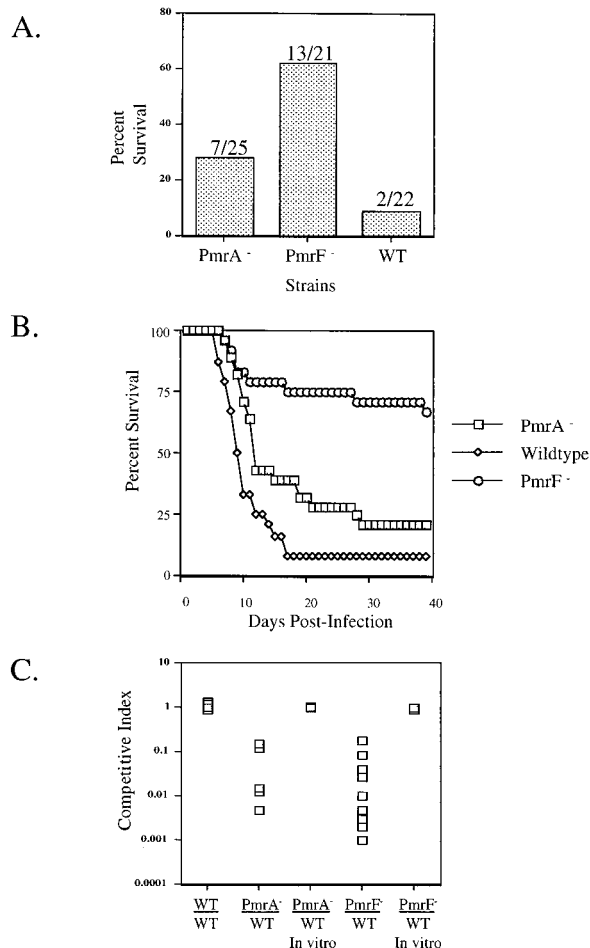 A.
80
60
40
20
0
Percent
Survival
7/25
13/21
2/22
PmrA -
PmrF -
WT
Strains
B.
100
75
50
25
0
Percent Survival
0
10
20
30
40
Days Post-Infection
PmrA -
Wildtype
PmrF -
C.
10
1
0.1
0.01
0.001
0.0001
Competitive Index
WT PmrA- PmrA- PmrF- PmrF-
WT WT WT WT WT
In vitro In vitro